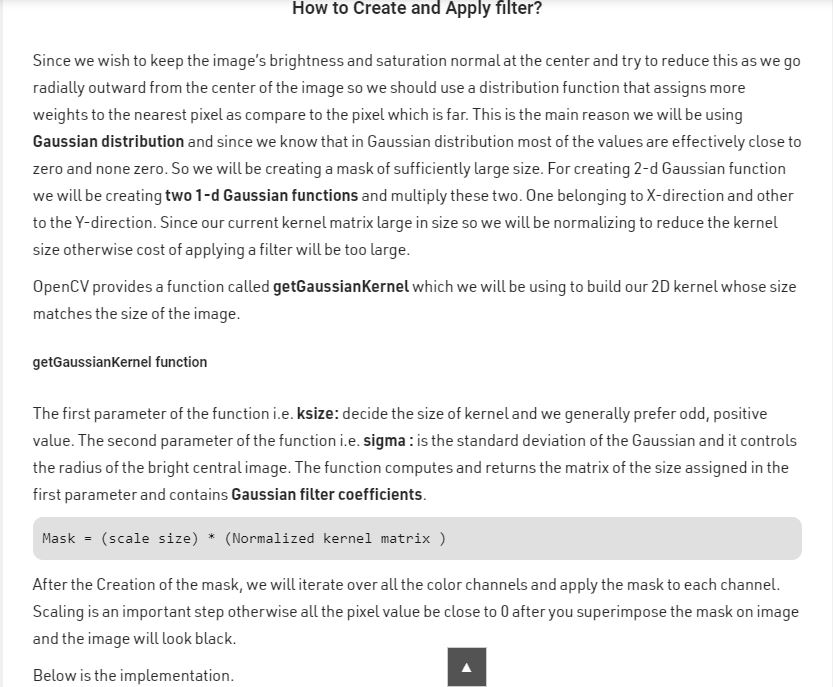 How to Create and Apply filter?
Since we wish to keep the image's brightness and saturation normal at the center and try to reduce this as we go
radially outward from the center of the image so we should use a distribution function that assigns more
weights to the nearest pixel as compare to the pixel which is far. This is the main reason we will be using
Gaussian distribution and since we know that in Gaussian distribution most of the values are effectively close to
zero and none zero. So we will be creating a mask of sufficiently large size. For creating 2-d Gaussian function
we will be creating two 1-d Gaussian functions and multiply these two. One belonging to X-direction and other
to the Y-direction. Since our current kernel matrix large in size so we will be normalizing to reduce the kernel
size otherwise cost of applying a filter will be too large.
OpenCV provides a function called getGaussianKernel which we will be using to build our 2D kernel whose size
matches the size of the image.
getGaussianKernel function
The first parameter of the function i.e. ksize: decide the size of kernel and we generally prefer odd, positive
value. The second parameter of the function i.e. sigma : is the standard deviation of the Gaussian and it controls
the radius of the bright central image. The function computes and returns the matrix of the size assigned in the
first parameter and contains Gaussian filter coefficients.
Mask = (scale size) * (Normalized kernel matrix )
After the Creation of the mask, we will iterate over all the color channels and apply the mask to each channel.
Scaling is an important step otherwise all the pixel value be close to 0 after you superimpose the mask on image
and the image will look black.
Below is the implementation.